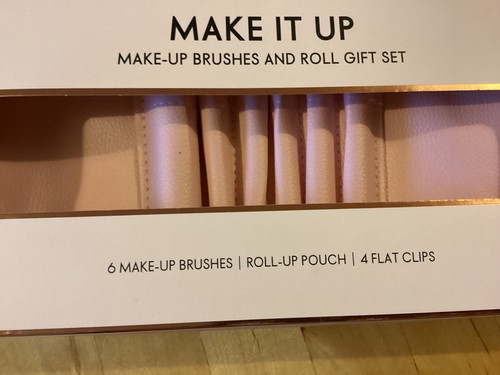 MAKE IT UP
MAKE-UP BRUSHES AND ROLL GIFT SET
6 MAKE-UP BRUSHES | ROLL-UP POUCH | 4 FLAT CLIPS